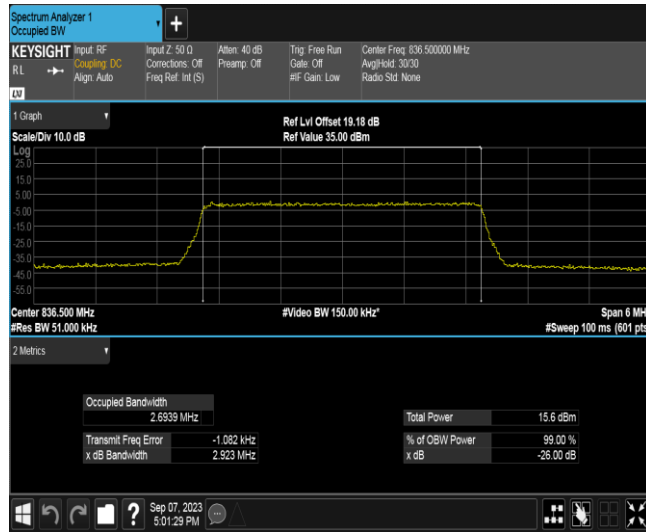 Spectrum Analyzer 1
Occupied BW
KEYSIGHT
RL
LXI
Input: RF
Coupling: DC
Align: Auto
Input Z: 50 Ω
Corrections: Off
Freq Ref: Int (S)
Atten: 40 dB
Preamp: Off
Trig: Free Run
Gate: Off
#IF Gain: Low
Center Freq: 836.500000 MHz
Avg|Hold: 30/30
Radio Std: None
1 Graph
Scale/Div 10.0 dB
Ref Lvl Offset 19.18 dB
Ref Value 35.00 dBm
Log
25.0
15.0
5.00
-5.00
-15.0
-25.0
-35.0
-45.0
-55.0
Center 836.500 MHz
#Res BW 51.000 kHz
#Video BW 150.00 kHz*
Span 6 MH
#Sweep 100 ms (601 pts
2 Metrics
Occupied Bandwidth
2.6939 MHz
Transmit Freq Error -1.082 kHz
x dB Bandwidth 2.923 MHz
Total Power 15.6 dBm
% of OBW Power 99.00 %
x dB -26.00 dB
Sep 07, 2023
5:01:29 PM